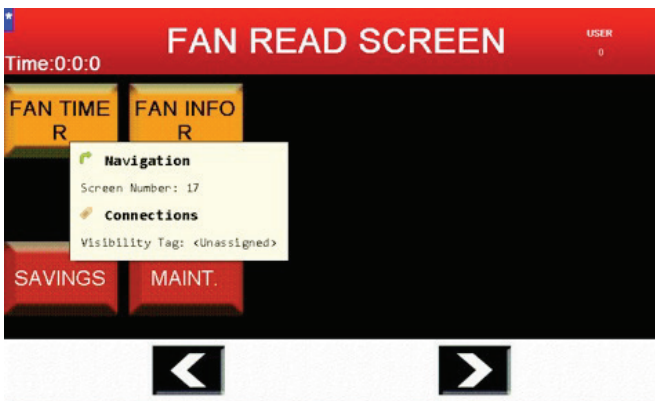 *
FAN READ SCREEN
USER
0
Time:0:0:0
FAN TIME
R
FAN INFO
R
Navigation
Screen Number: 17
Connections
Visibility Tag: <Unassigned>
SAVINGS
MAINT.